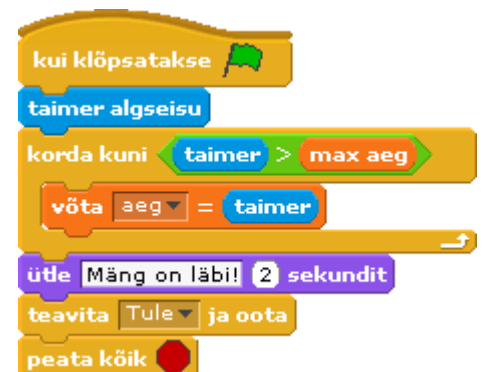 kui klõpsatakse
taimer algseisu
korda kuni taimer > max aeg
võta aeg = taimer
ütle Mäng on läbi! 2 sekundit
teavita Tule ja oota
peata kõik